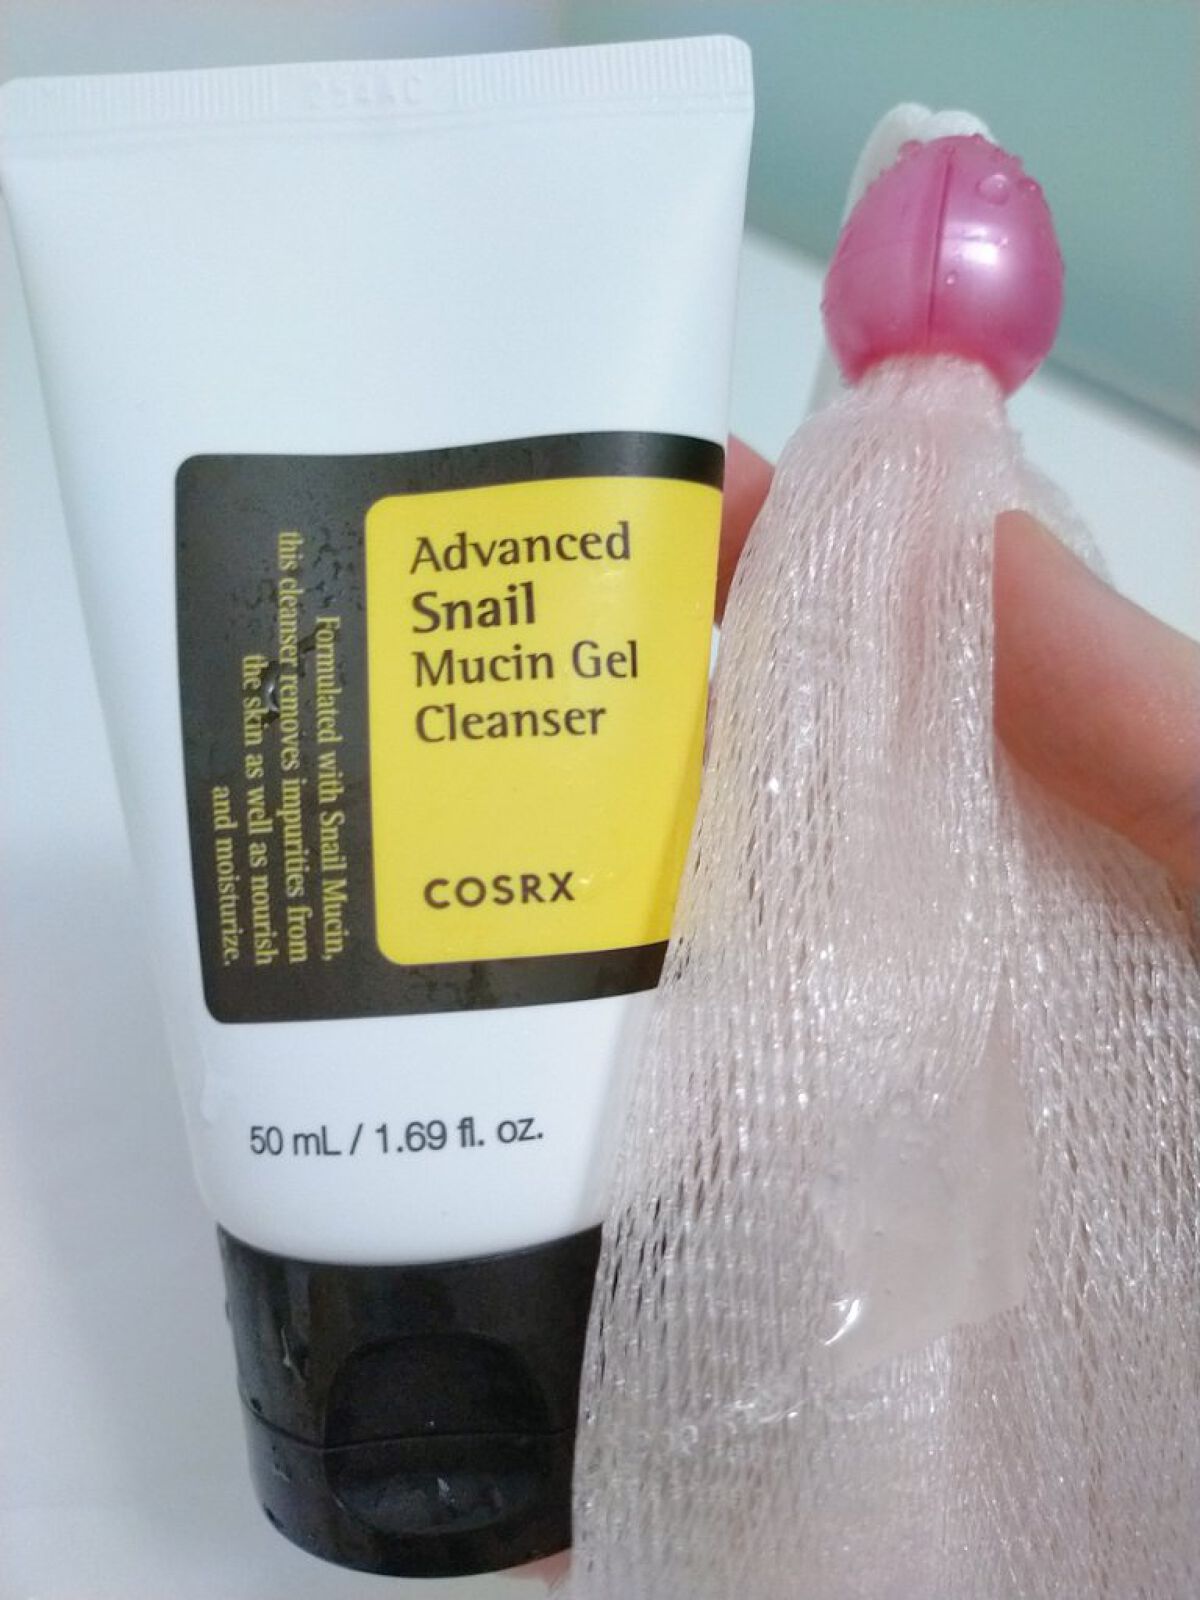 Advanced
Snail
Mucin Gel
Cleanser
COSRX
Formulated with Snail Mucin,
this cleanser removes impurities from
the skin as well as nourish
and moisturize.
50 mL / 1.69 fl. oz.